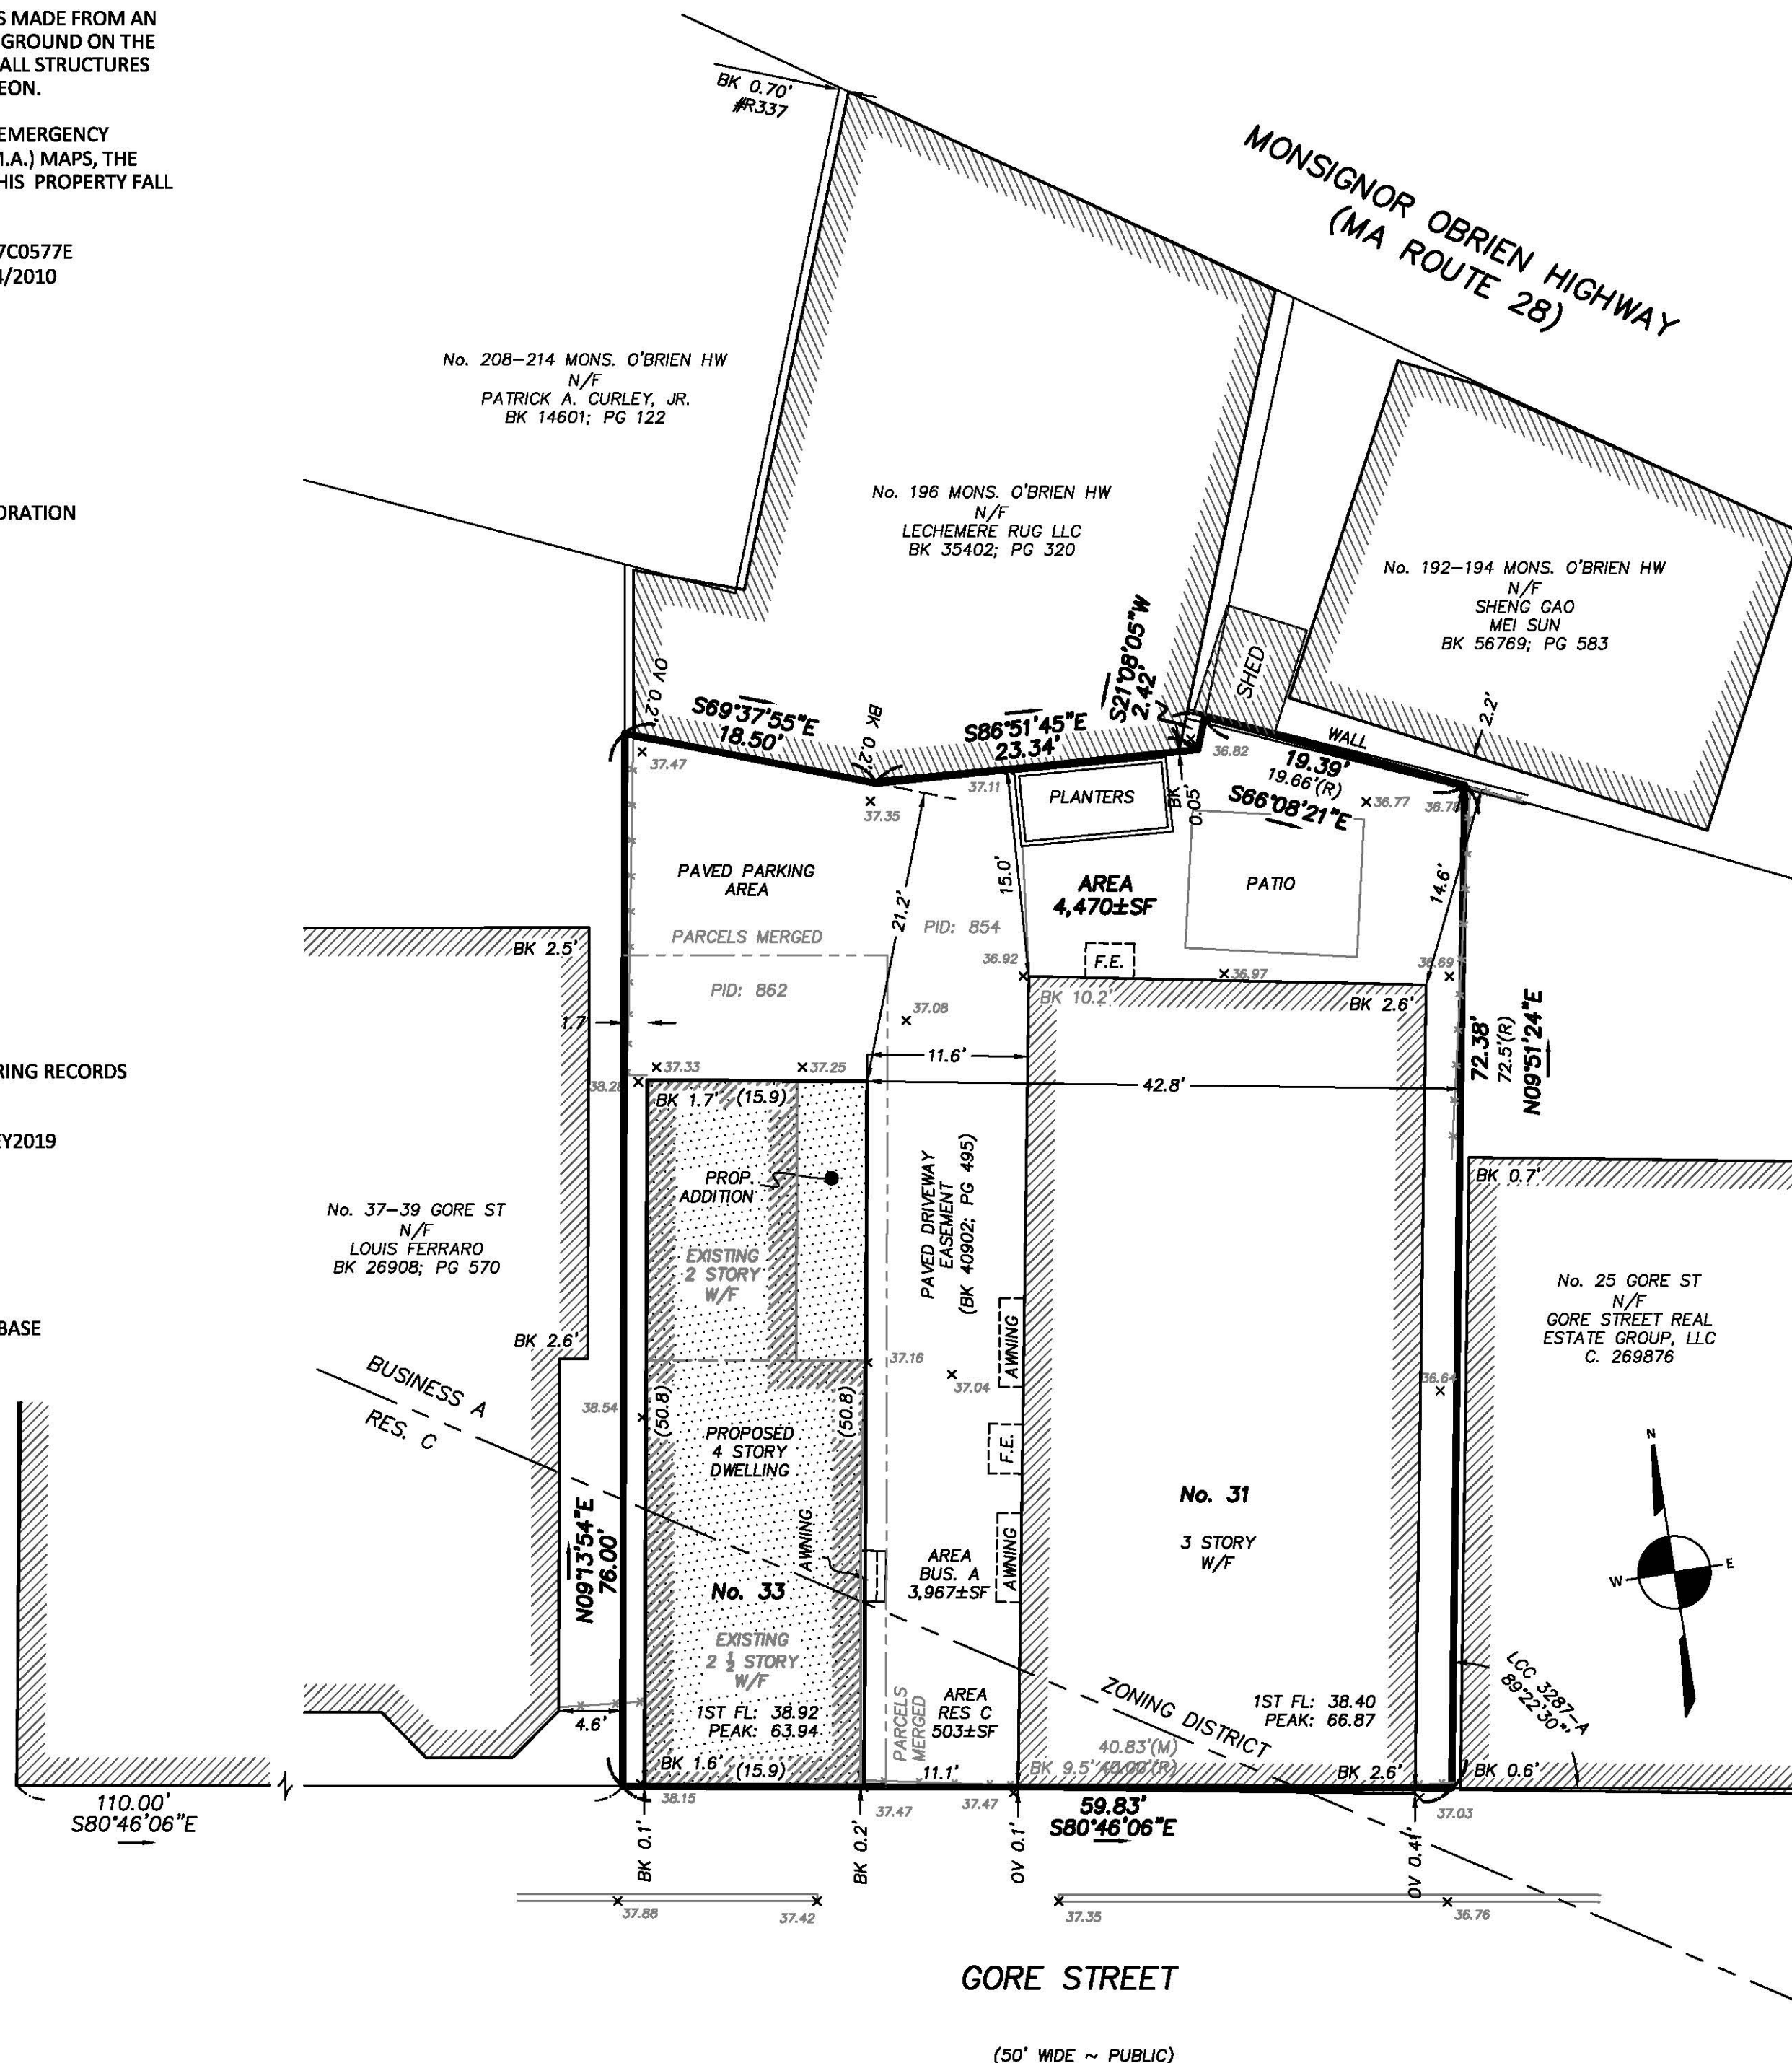 S MADE FROM AN
GROUND ON THE
ALL STRUCTURES
EON.
EMERGENCY
M.A.) MAPS, THE
HIS PROPERTY FALL
7C0577E
4/2010
ORATION
RING RECORDS
EY2019
BASE
BK 0.70'
#R337
MONSIGNOR OBRIEN HIGHWAY
(MA ROUTE 28)
No. 208-214 MONS. O'BRIEN HW
N/F
PATRICK A. CURLEY, JR.
BK 14601; PG 122
No. 196 MONS. O'BRIEN HW
N/F
LECHEMERE RUG LLC
BK 35402; PG 320
No. 192-194 MONS. O'BRIEN HW
N/F
SHENG GAO
MEI SUN
BK 56769; PG 583
OV 0.2'
S69°37'55"E
18.50'
BK 0.2'
S86°51'45"E
23.34'
S21°08'05"W
2.42'
SHED
2.2'
WALL
19.39'
19.66'(R)
S66°08'21"E
36.82
37.47
37.35
37.11
36.77
36.78
PLANTERS
BK
0.05'
PAVED PARKING
AREA
21.2'
15.0'
AREA
4,470±SF
PATIO
14.6'
PARCELS MERGED
PID: 854
PID: 862
36.92
F.E.
36.97
36.69
BK 2.5'
BK 10.2'
BK 2.6'
1.7
37.08
11.6'
42.8'
37.33
37.25
38.28
72.38'
72.5'(R)
N09°51'24"E
BK 1.7'
(15.9)
PROP.
ADDITION
EXISTING
2 STORY
W/F
PAVED DRIVEWAY
EASEMENT
(BK 40902; PG 495)
AWNING
BK 0.7'
No. 37-39 GORE ST
N/F
LOUIS FERRARO
BK 26908; PG 570
No. 25 GORE ST
N/F
GORE STREET REAL
ESTATE GROUP, LLC
C. 269876
BK 2.6'
BUSINESS A
RES. C
38.54
37.16
37.04
36.64
(50.8)
(50.8)
PROPOSED
4 STORY
DWELLING
F.E.
No. 31
3 STORY
W/F
N
E
W
N09°13'54"E
76.00'
AWNING
No. 33
AREA
BUS. A
3,967±SF
AWNING
EXISTING
2 ½ STORY
W/F
1ST FL: 38.92
PEAK: 63.94
PARCELS
MERGED
AREA
RES C
503±SF
ZONING DISTRICT
1ST FL: 38.40
PEAK: 66.87
LCC 3287-A
89°22'30"
4.6'
BK 1.6'
(15.9)
11.1'
40.83'(M)
BK 9.5'
40.00'(R)
BK 2.6'
BK 0.6'
110.00'
S80°46'06"E
38.15
37.47
37.47
59.83'
S80°46'06"E
37.03
BK 0.1'
BK 0.2'
OV 0.1'
OV 0.41'
37.88
37.42
37.35
36.76
GORE STREET
(50' WIDE ~ PUBLIC)